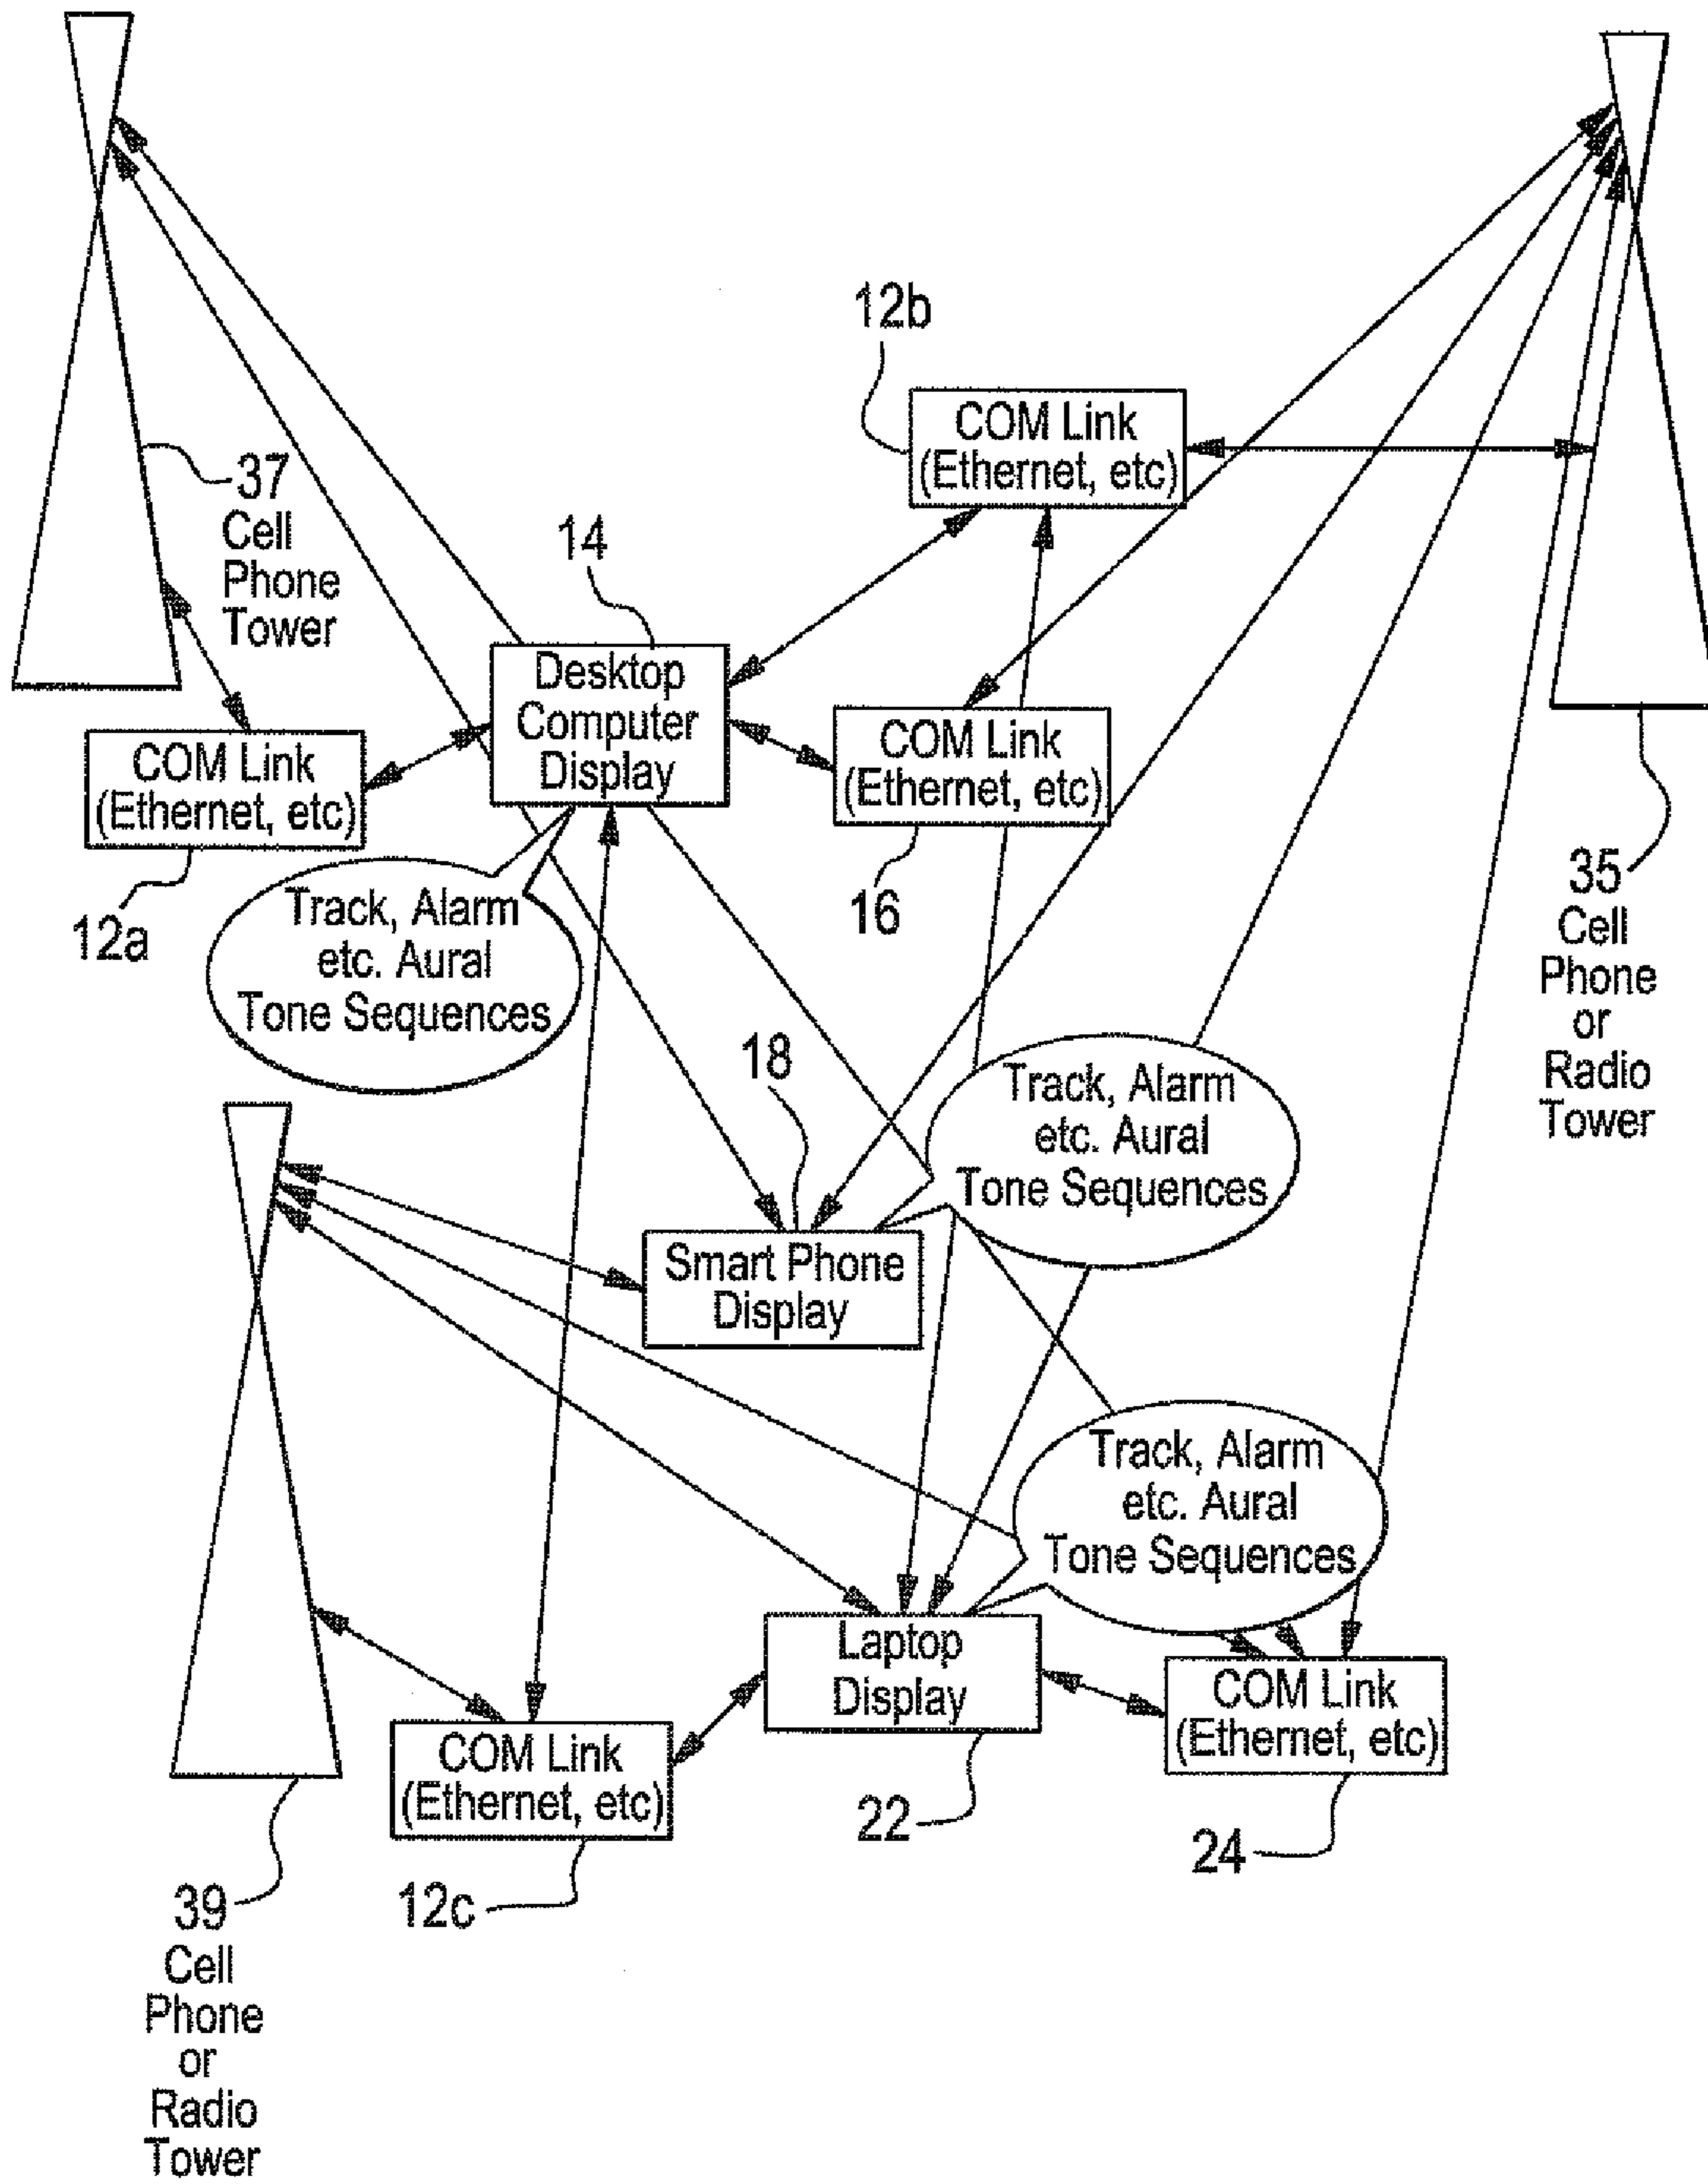 12b
COM Link
(Ethernet, etc)
37
Cell
Phone
Tower
14
Desktop
Computer
Display
COM Link
(Ethernet, etc)
12a
COM Link
(Ethernet, etc)
16
35
Cell
Phone
or
Radio
Tower
Track, Alarm
etc. Aural
Tone Sequences
18
Track, Alarm
etc. Aural
Tone Sequences
Smart Phone
Display
Track, Alarm
etc. Aural
Tone Sequences
Laptop
Display
22
COM Link
(Ethernet, etc)
24
COM Link
(Ethernet, etc)
12c
39
Cell
Phone
or
Radio
Tower